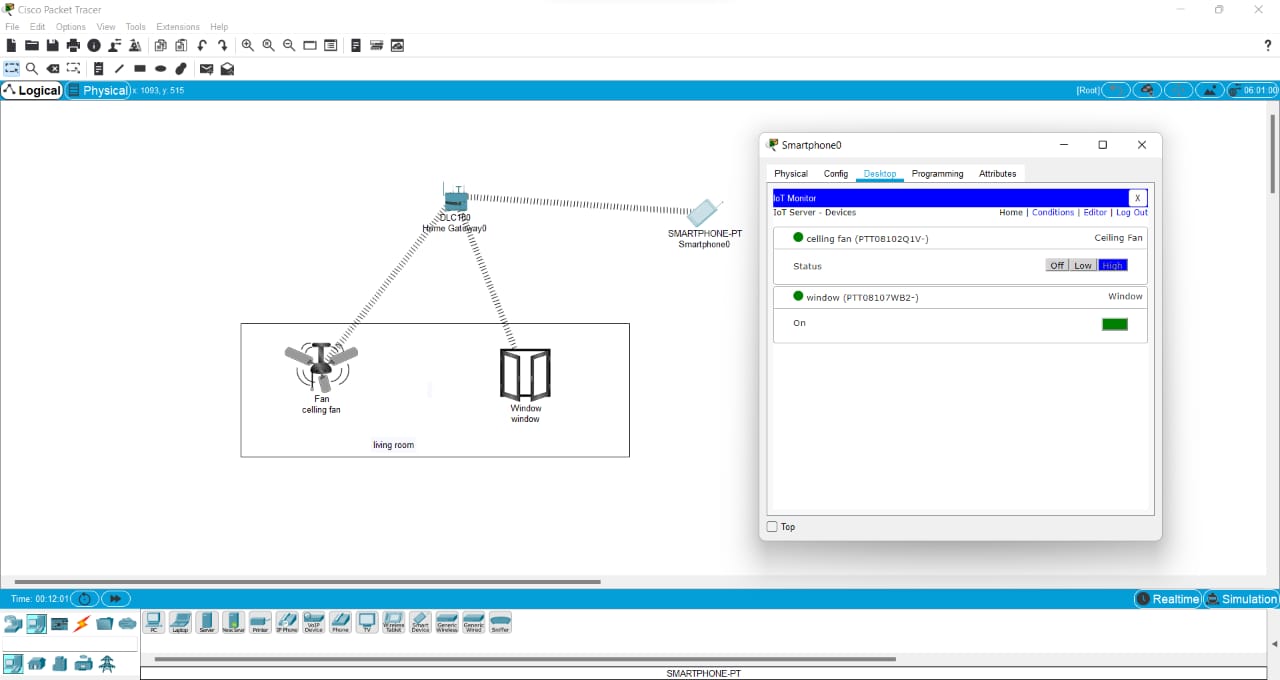 Cisco Packet Tracer
File Edit Options View Tools Extensions Help
?
Logical Physical x: 1093, y: 515 [Root] 06:01:00
DLC100
Home Gateway0
SMARTPHONE-PT
Smartphone0
Fan
celling fan
Window
window
living room
Smartphone0
Physical Config Desktop Programming Attributes
IoT Monitor X
IoT Server - Devices Home | Conditions | Editor | Log Out
celling fan (PTT08102Q1V-) Ceiling Fan
Status Off Low High
window (PTT08107WB2-) Window
On
Top
Time: 00:12:01 Realtime Simulation
PC Laptop Server Printer IP Phone VoIP Device Phone TV Wireless Tablet Smart Device Generic Wireless Generic Wired Sniffer
SMARTPHONE-PT